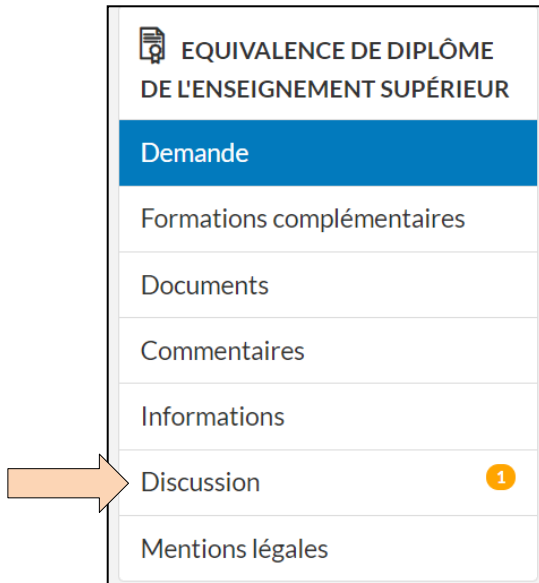 EQUIVALENCE DE DIPLÔME
DE L'ENSEIGNEMENT SUPÉRIEUR
Demande
Formations complémentaires
Documents
Commentaires
Informations
Discussion 1
Mentions légales